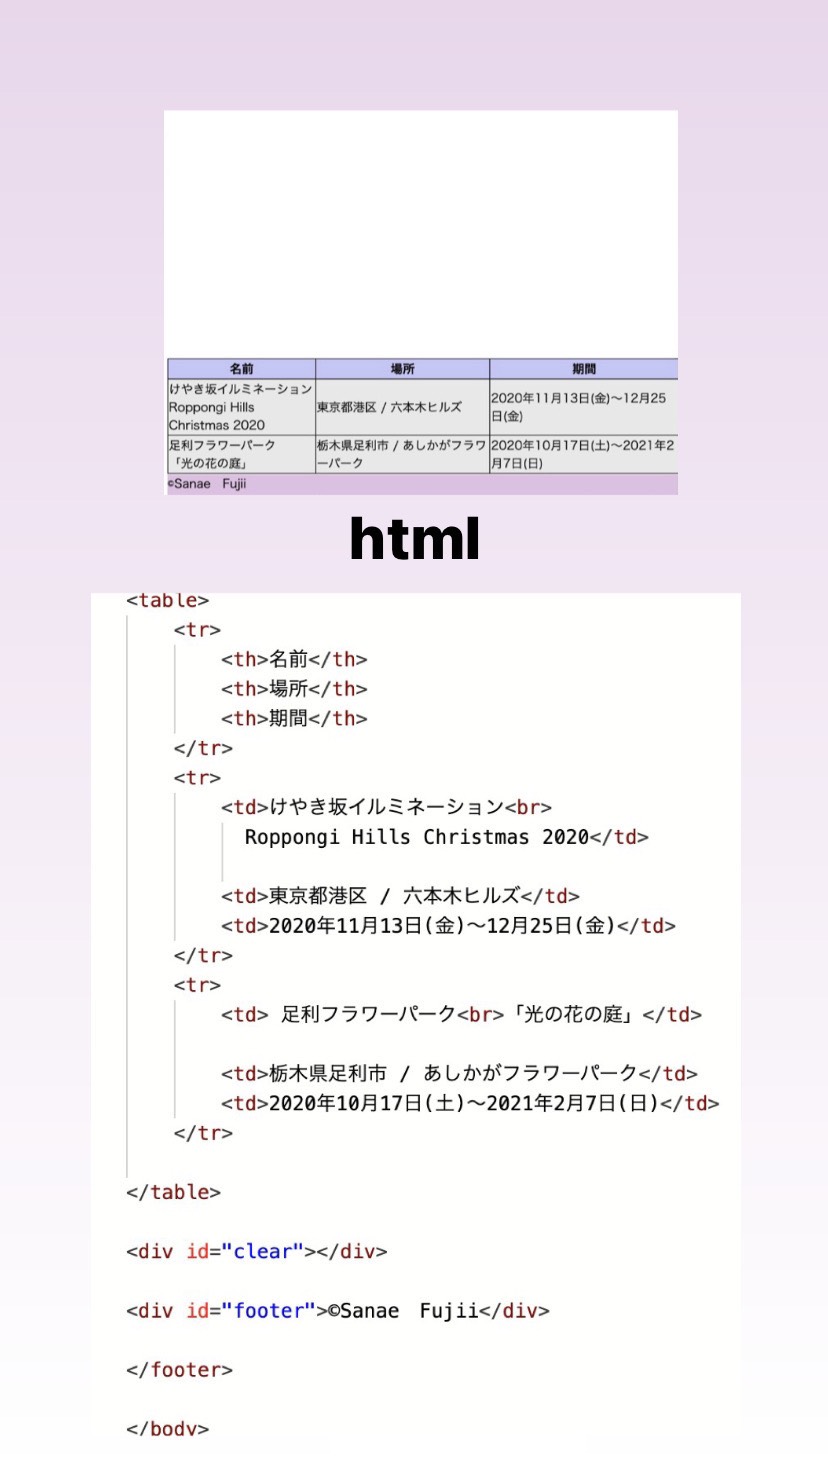 名前 場所 期間
けやき坂イルミネーション
Roppongi Hills
Christmas 2020
東京都港区 / 六本木ヒルズ
2020年11月13日(金)〜12月25
日(金)
足利フラワーパーク
「光の花の庭」
栃木県足利市 / あしかがフラワ
ーパーク
2020年10月17日(土)〜2021年2
月7日(日)
©Sanae　Fujii
html
<table>
<tr>
<th>名前</th>
<th>場所</th>
<th>期間</th>
</tr>
<tr>
<td>けやき坂イルミネーション<br>
Roppongi Hills Christmas 2020</td>
<td>東京都港区 / 六本木ヒルズ</td>
<td>2020年11月13日(金)〜12月25日(金)</td>
</tr>
<tr>
<td> 足利フラワーパーク<br>「光の花の庭」</td>
<td>栃木県足利市 / あしかがフラワーパーク</td>
<td>2020年10月17日(土)〜2021年2月7日(日)</td>
</tr>
</table>
<div id="clear"></div>
<div id="footer">©Sanae　Fujii</div>
</footer>
</body>